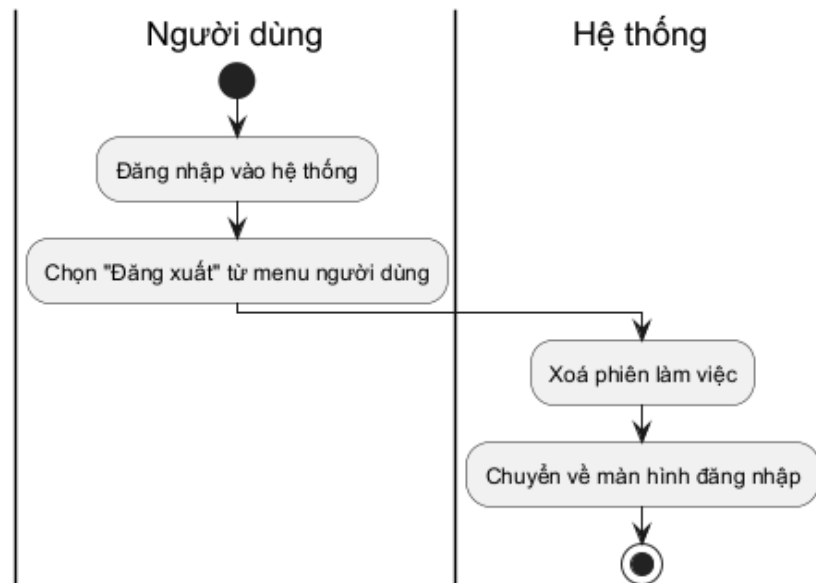 Người dùng
Hệ thống
Đăng nhập vào hệ thống
Chọn "Đăng xuất" từ menu người dùng
Xoá phiên làm việc
Chuyển về màn hình đăng nhập